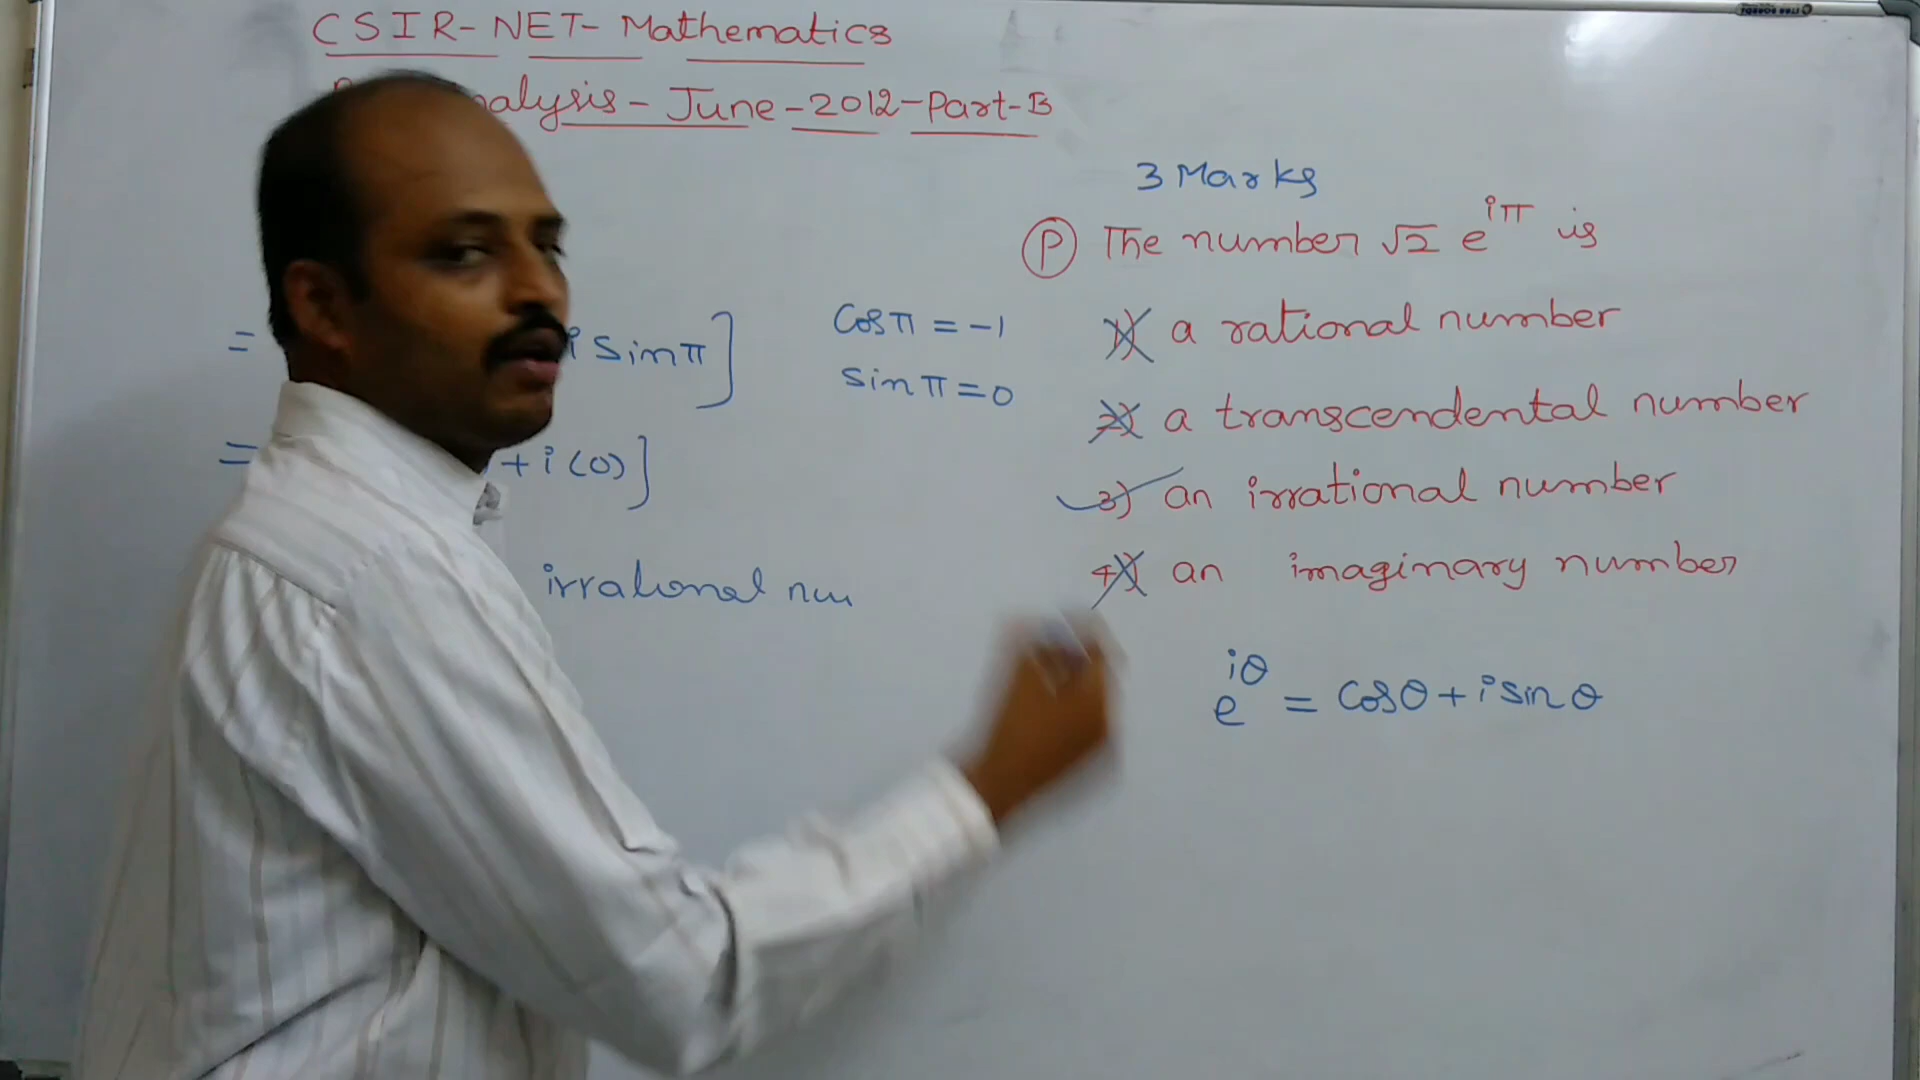 CSIR-NET-Mathematics
alysis - June - 2012 - Part-B
3 Marks
(P) The number √2 e^{iπ} is
1) a rational number
2) a transcendental number
3) an irrational number
4) an imaginary number
e^{iθ} = cosθ + i sinθ
= i sinπ]
= + i(0)]
irrational nu
cosπ = -1
sinπ = 0